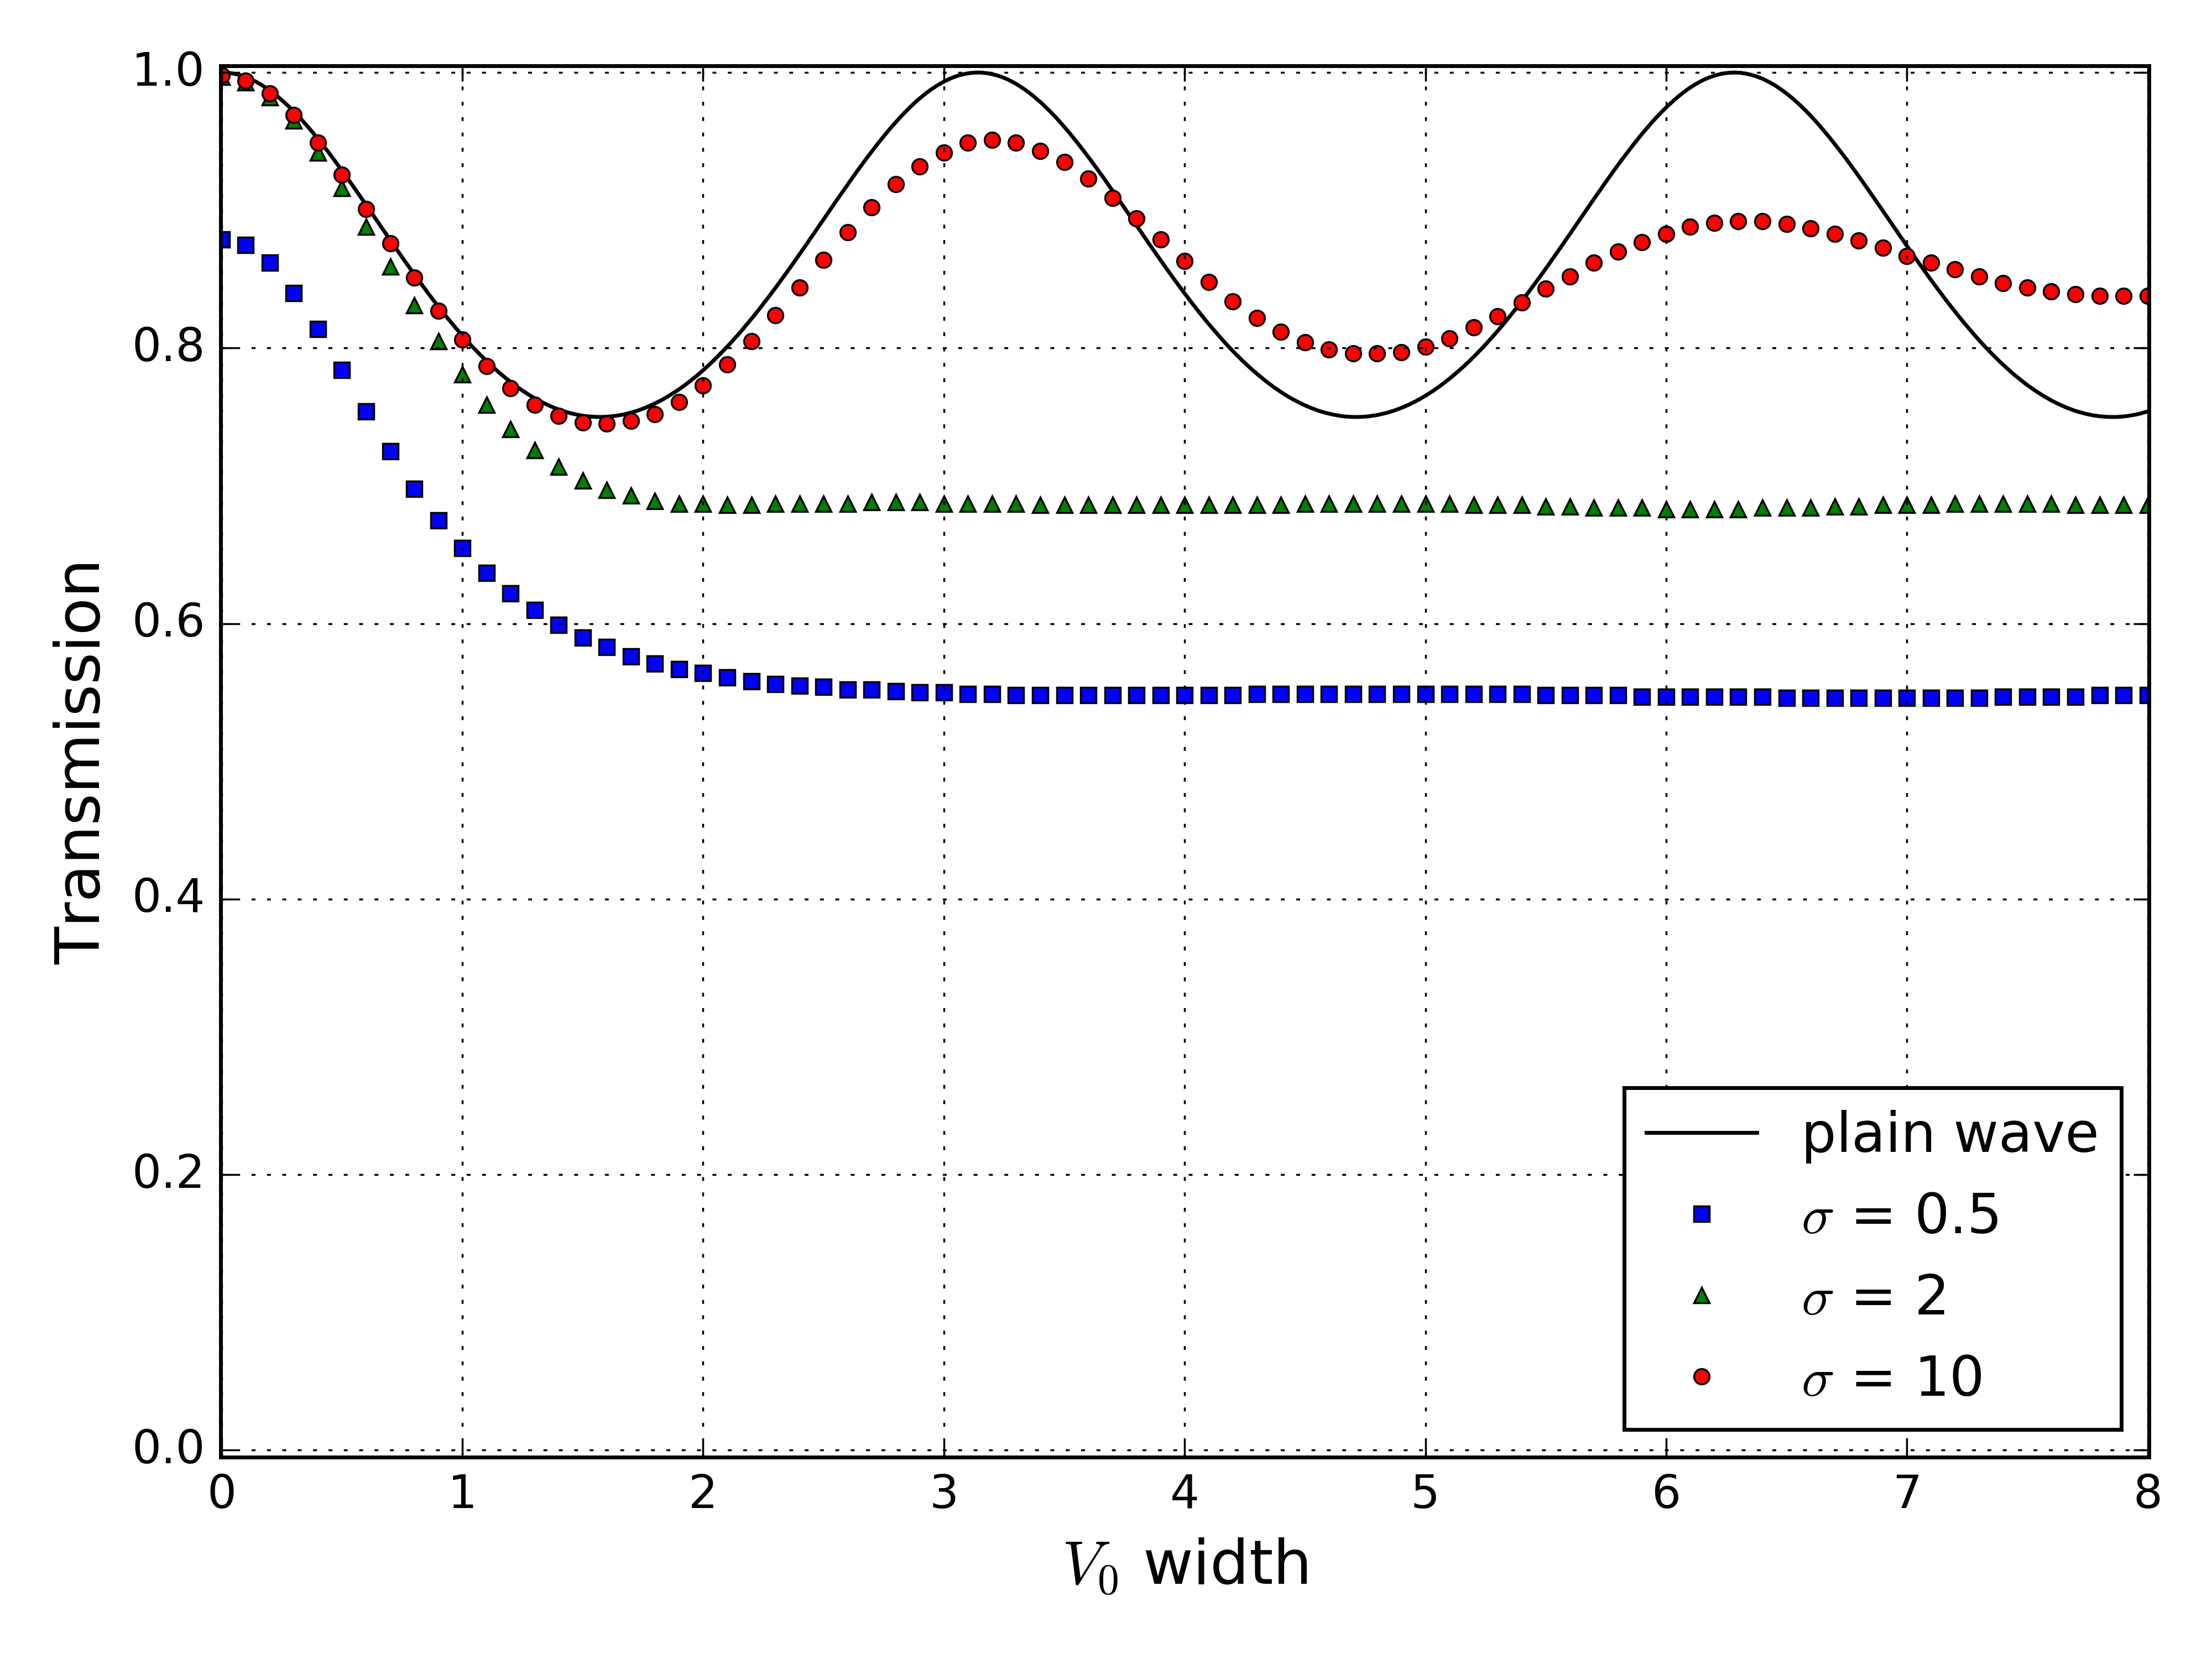 1.0
0.8
0.6
0.4
0.2
0.0
Transmission
0 1 2 3 4 5 6 7 8
V₀ width
plain wave
σ = 0.5
σ = 2
σ = 10